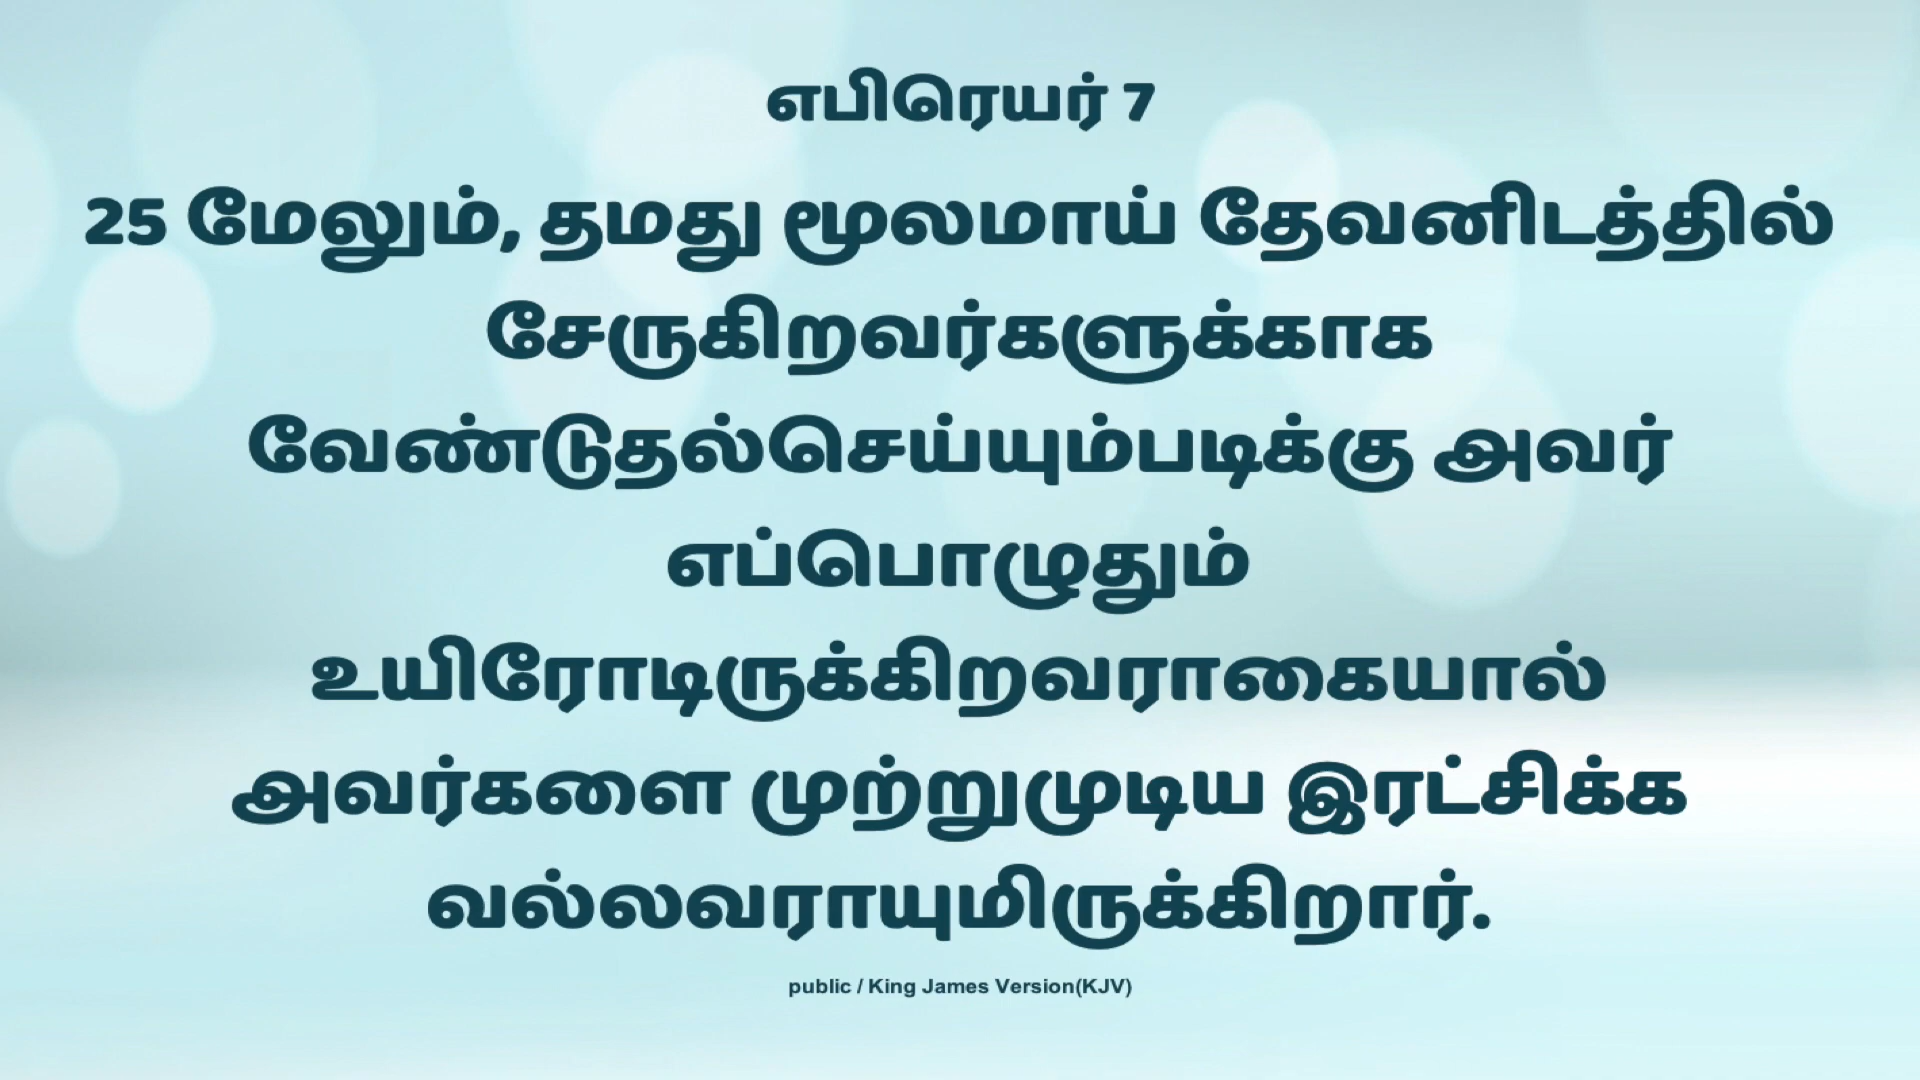 எபிரெயர் 7
25 மேலும், தமது மூலமாய் தேவனிடத்தில்
சேருகிறவர்களுக்காக
வேண்டுதல்செய்யும்படிக்கு அவர்
எப்பொழுதும்
உயிரோடிருக்கிறவராகையால்
அவர்களை முற்றுமுடிய இரட்சிக்க
வல்லவராயுமிருக்கிறார்.
public / King James Version(KJV)